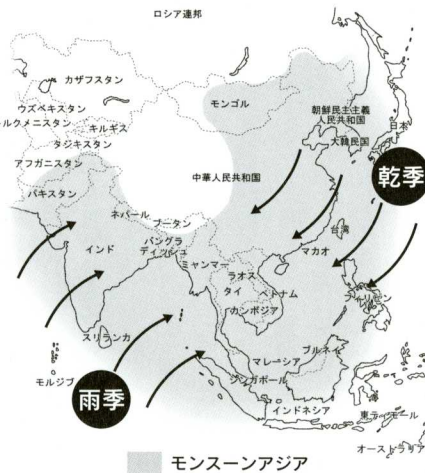 ロシア連邦
カザフスタン
モンゴル
ウズベキスタン
ルクメニスタン
キルギス
タジキスタン
アフガニスタン
パキスタン
朝鮮民主主義
人民共和国
日本
大韓民国
中華人民共和国
乾季
ネパール
ブータン
バングラ
ディッシュ
インド
ミャンマー
台湾
マカオ
ラオス
タイ
ベトナム
カンボジア
フィリピン
スリランカ
モルジブ
雨季
マレーシア
ブルネイ
シンガポール
インドネシア
東ティモール
オーストラリア
モンスーンアジア